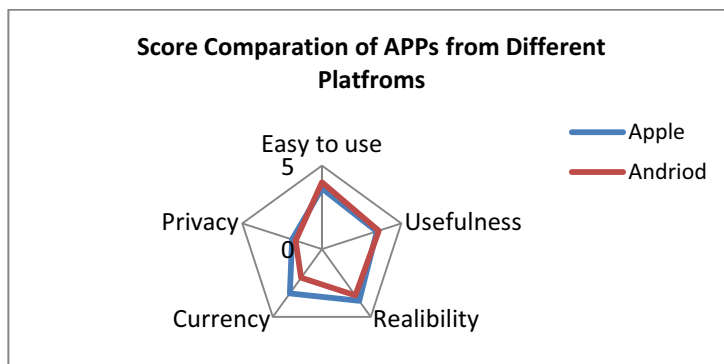 Score Comparation of APPs from Different
Platfroms
Easy to use
5
Apple
Andriod
Privacy
Usefulness
0
Currency
Realibility